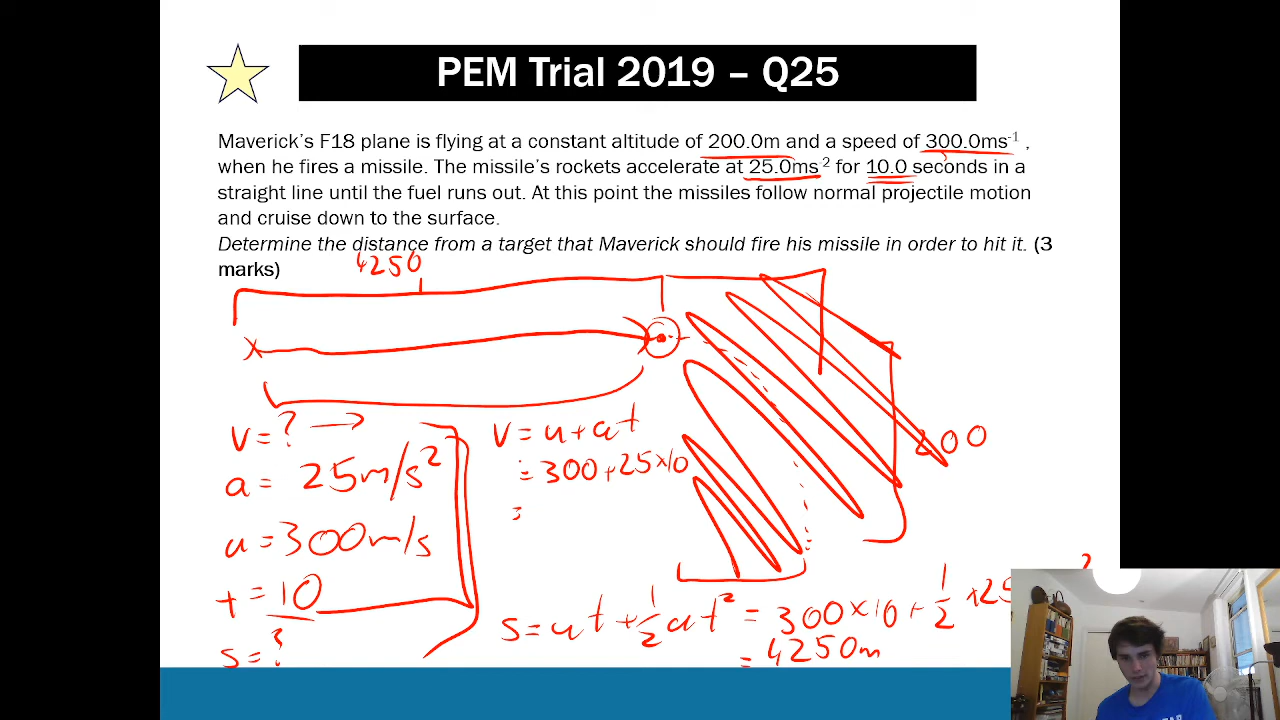 PEM Trial 2019 – Q25
Maverick's F18 plane is flying at a constant altitude of 200.0m and a speed of 300.0ms⁻¹ ,
when he fires a missile. The missile's rockets accelerate at 25.0ms⁻² for 10.0 seconds in a
straight line until the fuel runs out. At this point the missiles follow normal projectile motion
and cruise down to the surface.
Determine the distance from a target that Maverick should fire his missile in order to hit it. (3
marks)
4250
v = ? →
a = 25m/s²
u = 300m/s
t = 10
s = ?
v = u + at
= 300 + 25 × 10
=
200
s = ut + ½at² = 300 × 10 + ½ × 25
= 4250m